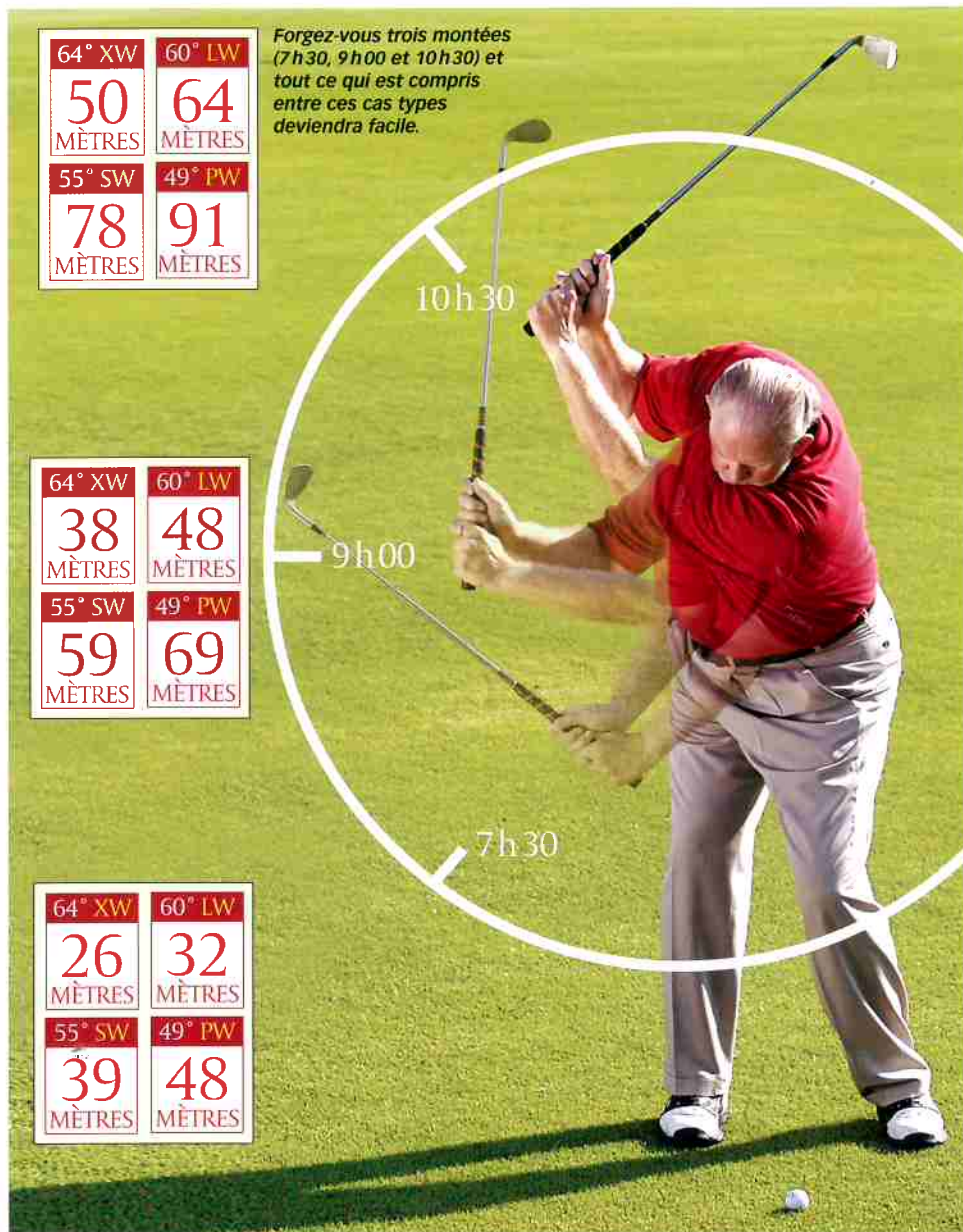 64° XW
50
MÈTRES
60° LW
64
MÈTRES
55° SW
78
MÈTRES
49° PW
91
MÈTRES
Forgez-vous trois montées
(7h30, 9h00 et 10h30) et
tout ce qui est compris
entre ces cas types
deviendra facile.
10h30
64° XW
38
MÈTRES
60° LW
48
MÈTRES
55° SW
59
MÈTRES
49° PW
69
MÈTRES
9h00
7h30
64° XW
26
MÈTRES
60° LW
32
MÈTRES
55° SW
39
MÈTRES
49° PW
48
MÈTRES